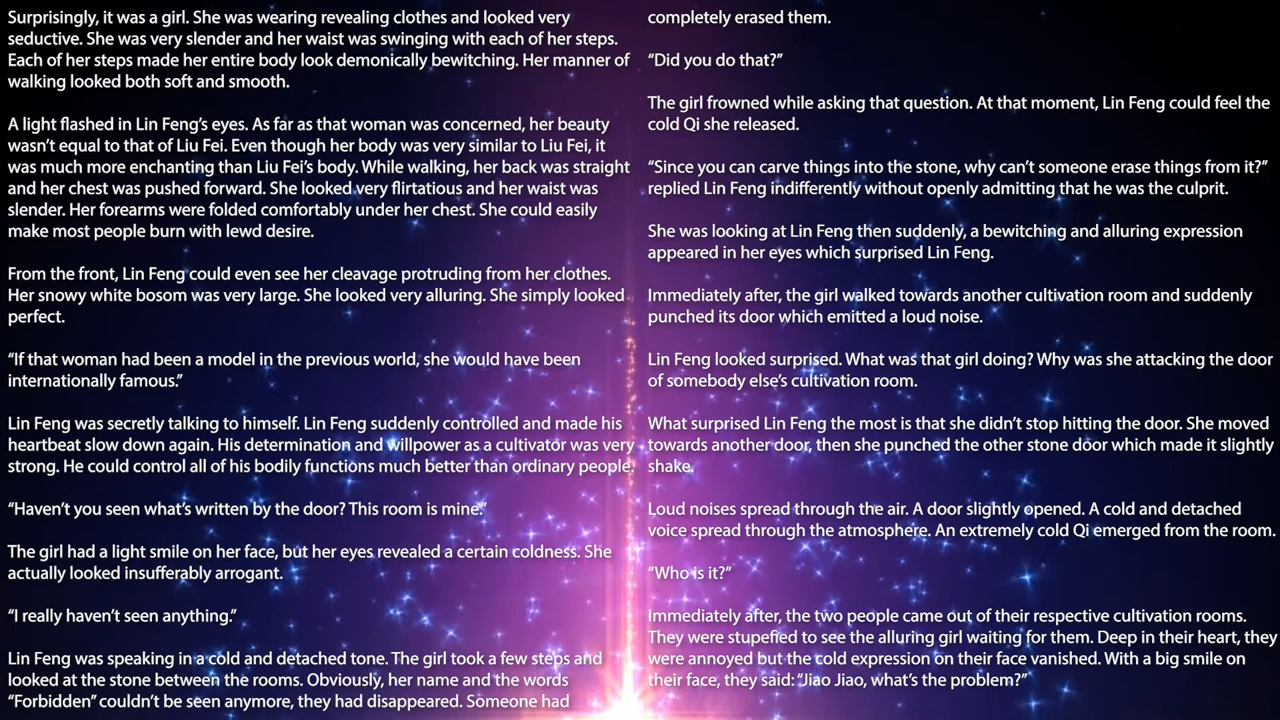 Surprisingly, it was a girl. She was wearing revealing clothes and looked very
seductive. She was very slender and her waist was swinging with each of her steps.
Each of her steps made her entire body look demonically bewitching. Her manner of
walking looked both soft and smooth.
A light flashed in Lin Feng’s eyes. As far as that woman was concerned, her beauty
wasn’t equal to that of Liu Fei. Even though her body was very similar to Liu Fei, it
was much more enchanting than Liu Fei’s body. While walking, her back was straight
and her chest was pushed forward. She looked very flirtatious and her waist was
slender. Her forearms were folded comfortably under her chest. She could easily
make most people burn with lewd desire.
From the front, Lin Feng could even see her cleavage protruding from her clothes.
Her snowy white bosom was very large. She looked very alluring. She simply looked
perfect.
“If that woman had been a model in the previous world, she would have been
internationally famous.”
Lin Feng was secretly talking to himself. Lin Feng suddenly controlled and made his
heartbeat slow down again. His determination and willpower as a cultivator was very
strong. He could control all of his bodily functions much better than ordinary people.
“Haven’t you seen what’s written by the door? This room is mine.”
The girl had a light smile on her face, but her eyes revealed a certain coldness. She
actually looked insufferably arrogant.
“I really haven’t seen anything.”
Lin Feng was speaking in a cold and detached tone. The girl took a few steps and
looked at the stone between the rooms. Obviously, her name and the words
“Forbidden” couldn’t be seen anymore, they had disappeared. Someone had
completely erased them.
“Did you do that?”
The girl frowned while asking that question. At that moment, Lin Feng could feel the
cold Qi she released.
“Since you can carve things into the stone, why can’t someone erase things from it?”
replied Lin Feng indifferently without openly admitting that he was the culprit.
She was looking at Lin Feng then suddenly, a bewitching and alluring expression
appeared in her eyes which surprised Lin Feng.
Immediately after, the girl walked towards another cultivation room and suddenly
punched its door which emitted a loud noise.
Lin Feng looked surprised. What was that girl doing? Why was she attacking the door
of somebody else’s cultivation room.
What surprised Lin Feng the most is that she didn’t stop hitting the door. She moved
towards another door, then she punched the other stone door which made it slightly
shake.
Loud noises spread through the air. A door slightly opened. A cold and detached
voice spread through the atmosphere. An extremely cold Qi emerged from the room.
“Who is it?”
Immediately after, the two people came out of their respective cultivation rooms.
They were stupefied to see the alluring girl waiting for them. Deep in their heart, they
were annoyed but the cold expression on their face vanished. With a big smile on
their face, they said: “Jiao Jiao, what’s the problem?”